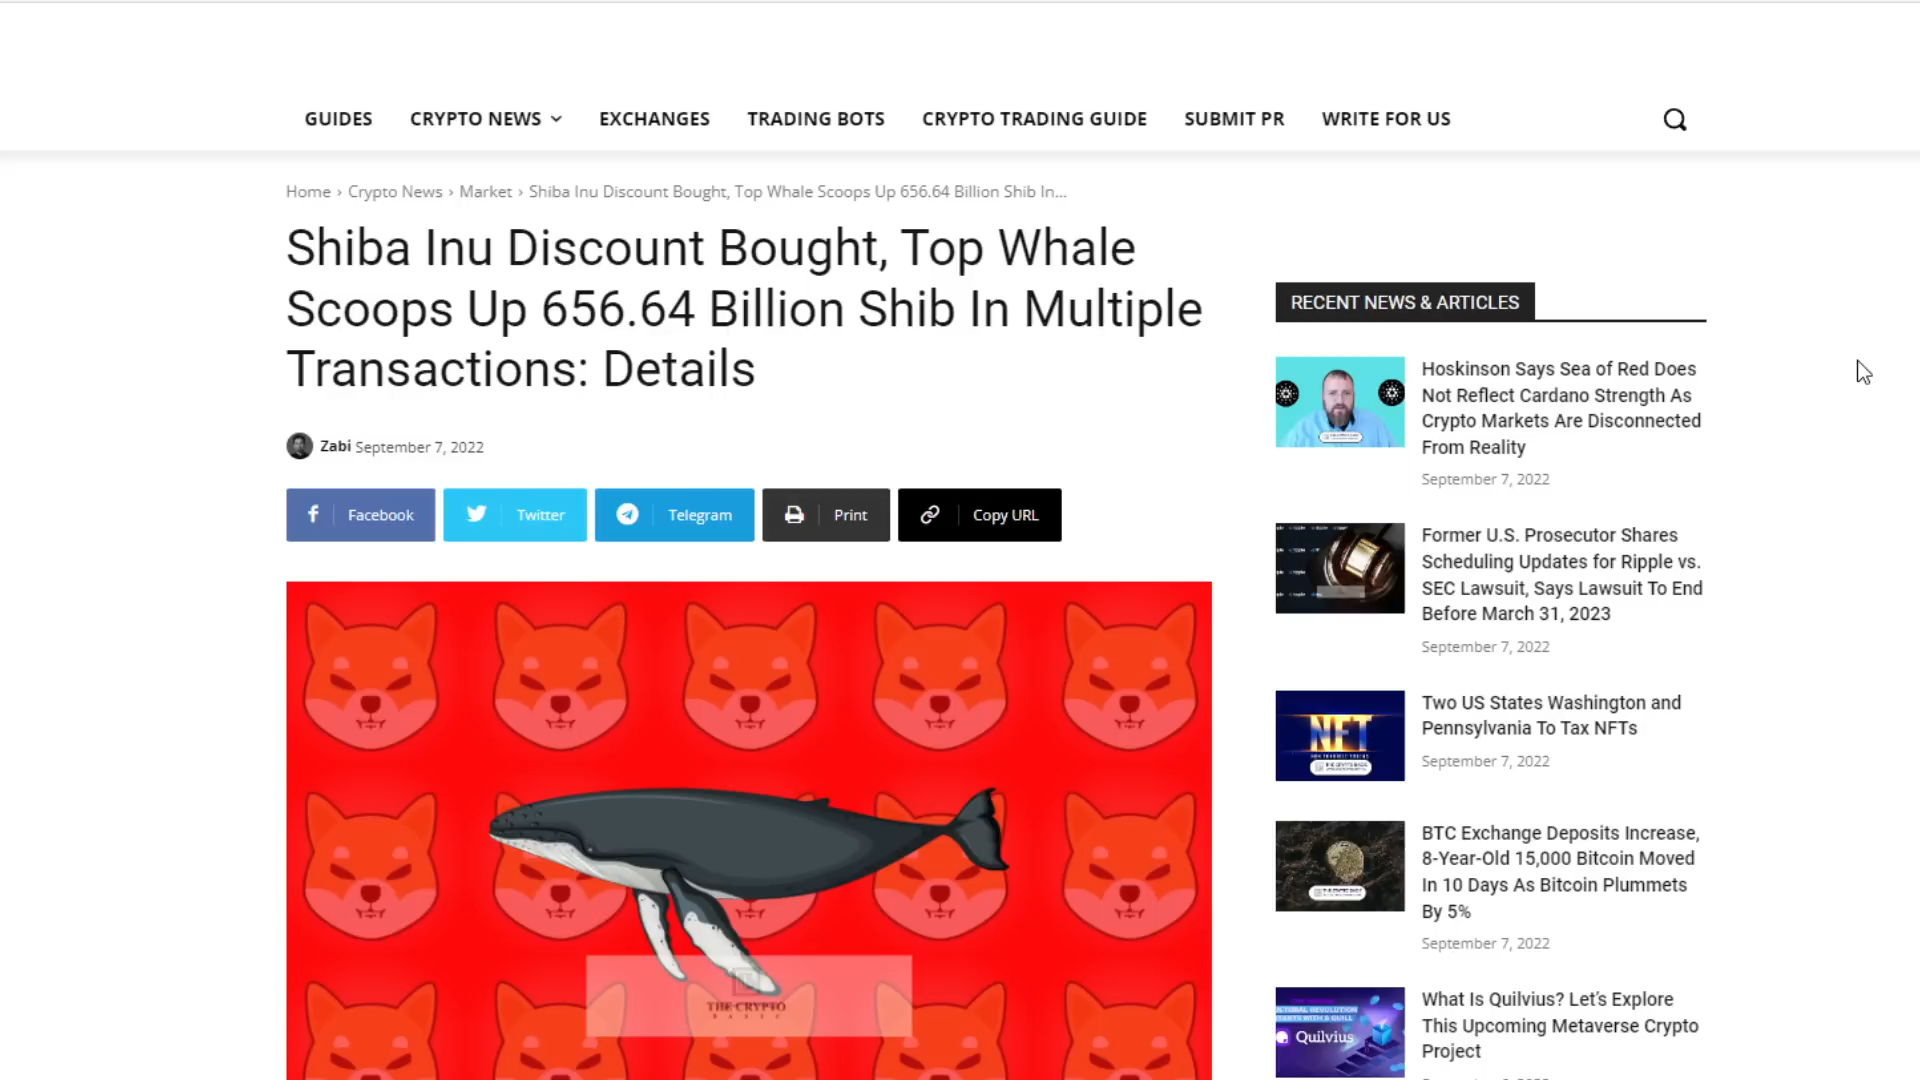 GUIDES CRYPTO NEWS EXCHANGES TRADING BOTS CRYPTO TRADING GUIDE SUBMIT PR WRITE FOR US
Home › Crypto News › Market › Shiba Inu Discount Bought, Top Whale Scoops Up 656.64 Billion Shib In...
Shiba Inu Discount Bought, Top Whale
Scoops Up 656.64 Billion Shib In Multiple
Transactions: Details
Zabi September 7, 2022
Facebook Twitter Telegram Print Copy URL
THE CRYPTO
BASIC
RECENT NEWS & ARTICLES
Hoskinson Says Sea of Red Does
Not Reflect Cardano Strength As
Crypto Markets Are Disconnected
From Reality
September 7, 2022
Former U.S. Prosecutor Shares
Scheduling Updates for Ripple vs.
SEC Lawsuit, Says Lawsuit To End
Before March 31, 2023
September 7, 2022
NFT
Two US States Washington and
Pennsylvania To Tax NFTs
September 7, 2022
BTC Exchange Deposits Increase,
8-Year-Old 15,000 Bitcoin Moved
In 10 Days As Bitcoin Plummets
By 5%
September 7, 2022
Quilvius
What Is Quilvius? Let's Explore
This Upcoming Metaverse Crypto
Project